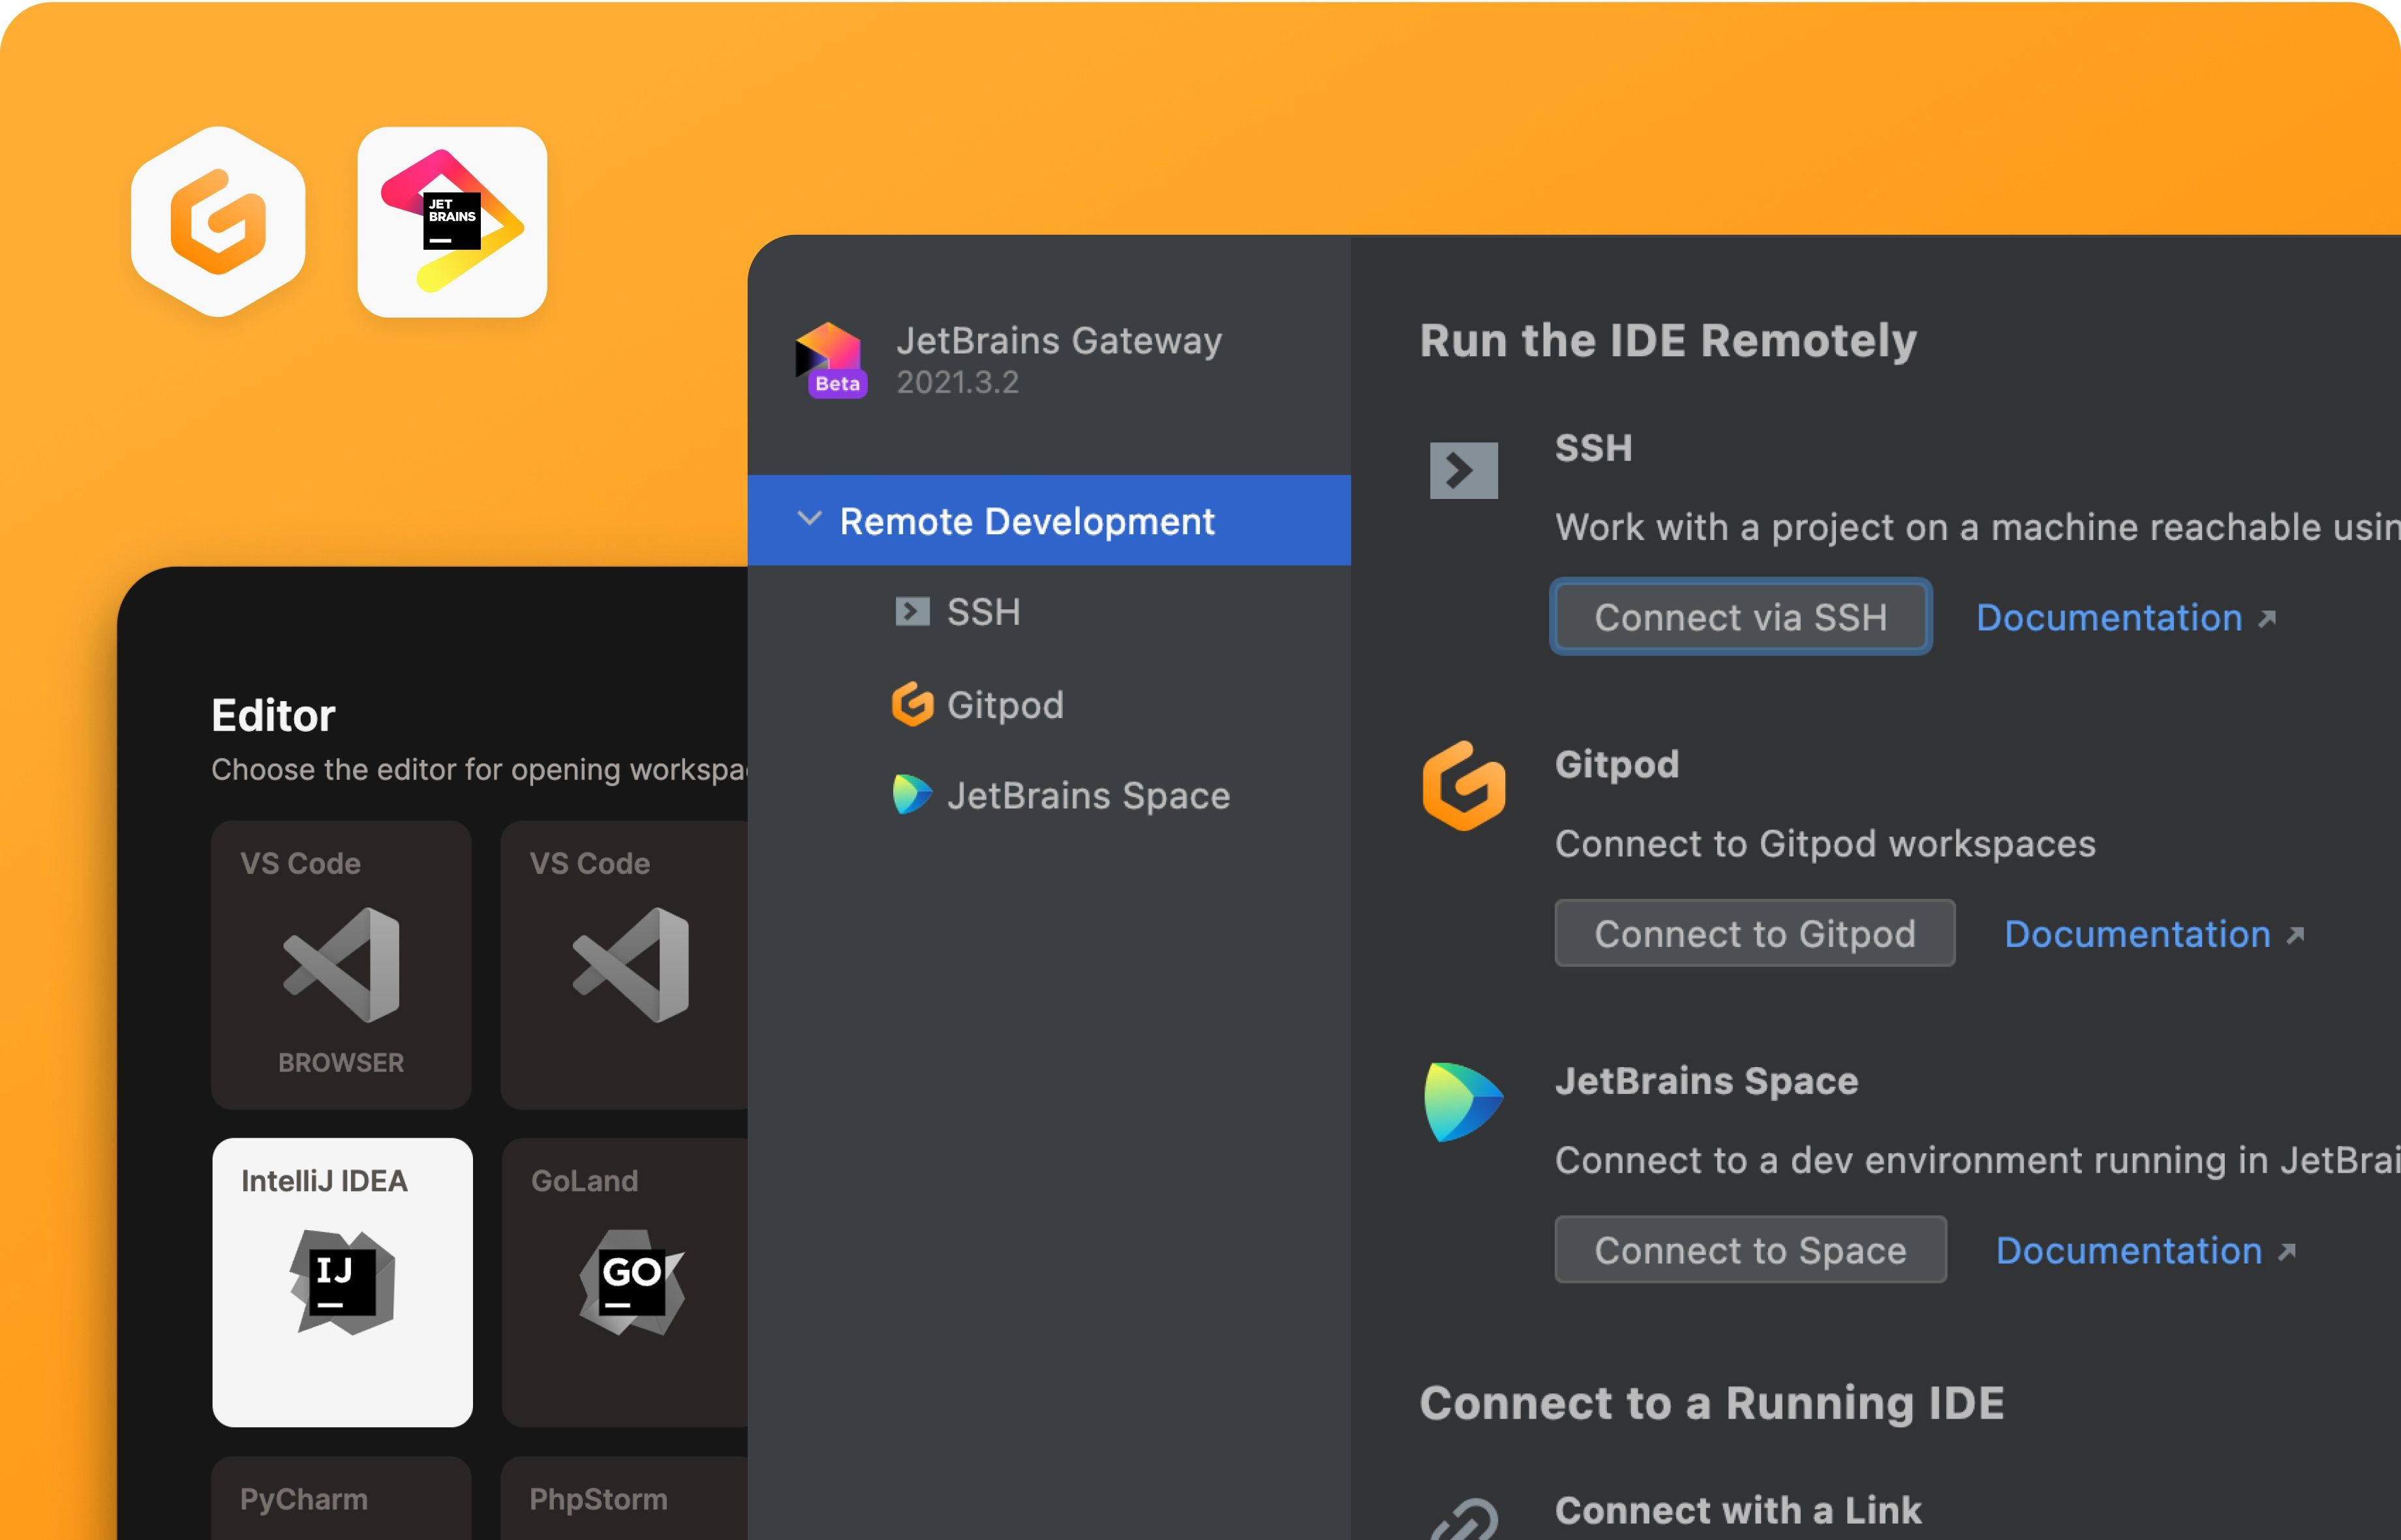 JET
BRAINS
JetBrains Gateway
Beta
2021.3.2
Remote Development
SSH
Gitpod
JetBrains Space
Run the IDE Remotely
SSH
Work with a project on a machine reachable usin
Connect via SSH
Documentation
Gitpod
Connect to Gitpod workspaces
Connect to Gitpod
Documentation
JetBrains Space
Connect to a dev environment running in JetBrai
Connect to Space
Documentation
Connect to a Running IDE
Connect with a Link
Editor
Choose the editor for opening workspa
VS Code
BROWSER
VS Code
IntelliJ IDEA
IJ
GoLand
GO
PyCharm
PhpStorm